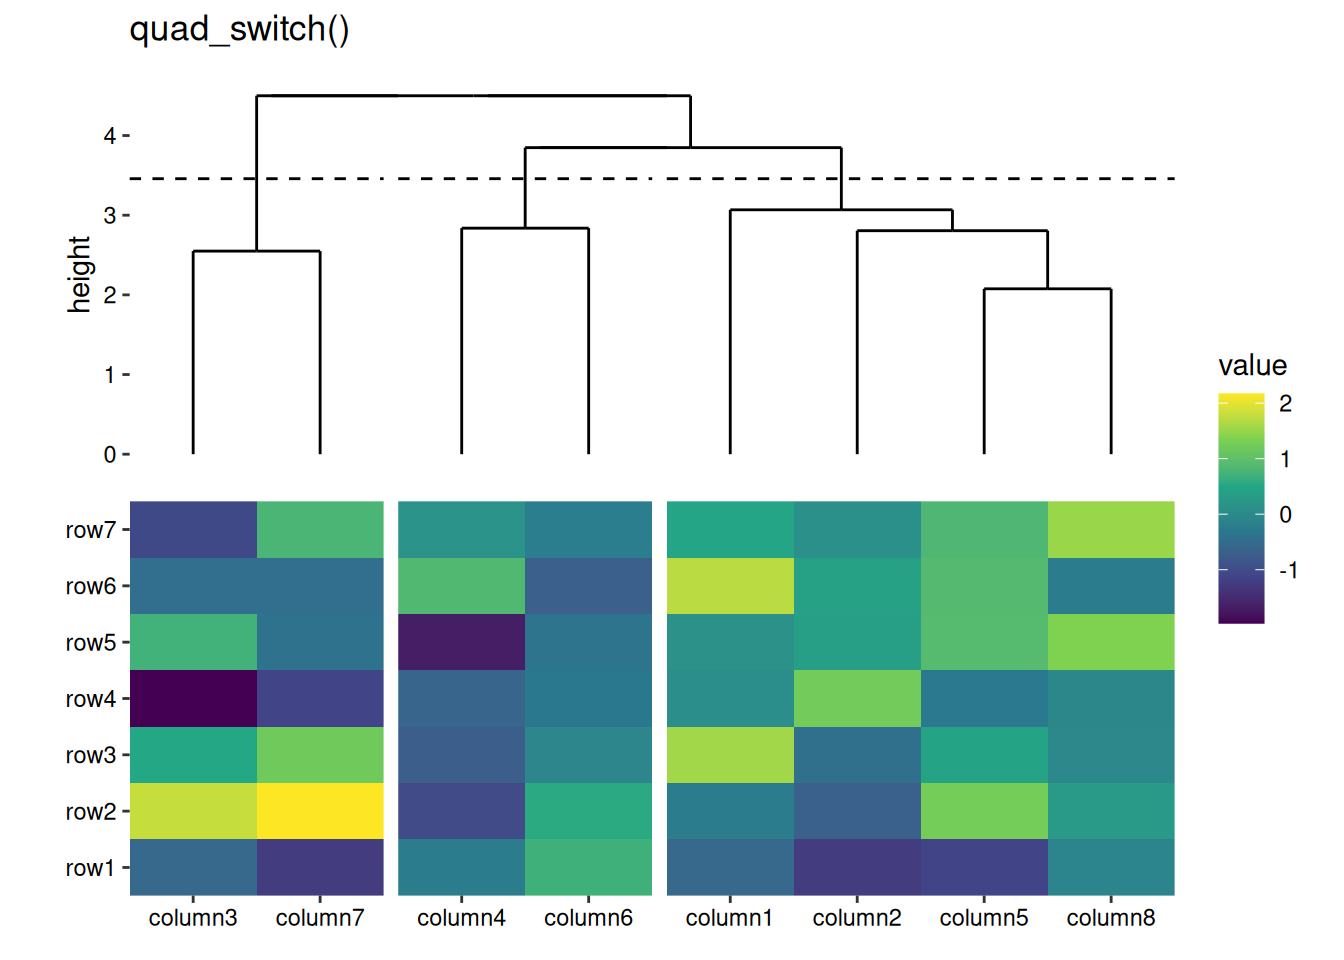 quad_switch()
height
4
3
2
1
0
value
2
1
0
-1
row7
row6
row5
row4
row3
row2
row1
column3 column7 column4 column6 column1 column2 column5 column8